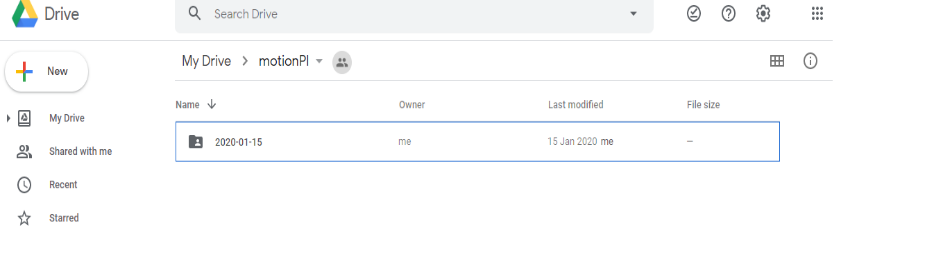 Drive
Search Drive
New
My Drive
Shared with me
Recent
Starred
My Drive > motionPI
Name Owner Last modified File size
2020-01-15 me 15 Jan 2020 me –